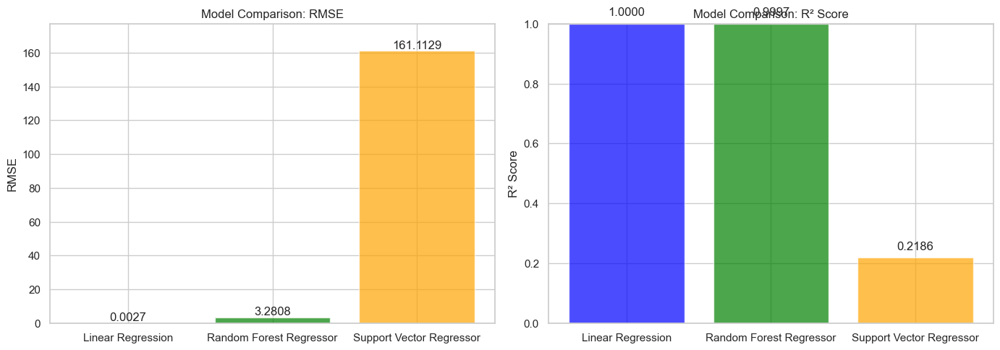 Model Comparison: RMSE
RMSE
160
140
120
100
80
60
40
20
0
161.1129
3.2808
0.0027
Linear Regression
Random Forest Regressor
Support Vector Regressor
Model Comparison: R² Score
R² Score
1.0
0.8
0.6
0.4
0.2
0.0
1.0000
0.9997
0.2186
Linear Regression
Random Forest Regressor
Support Vector Regressor